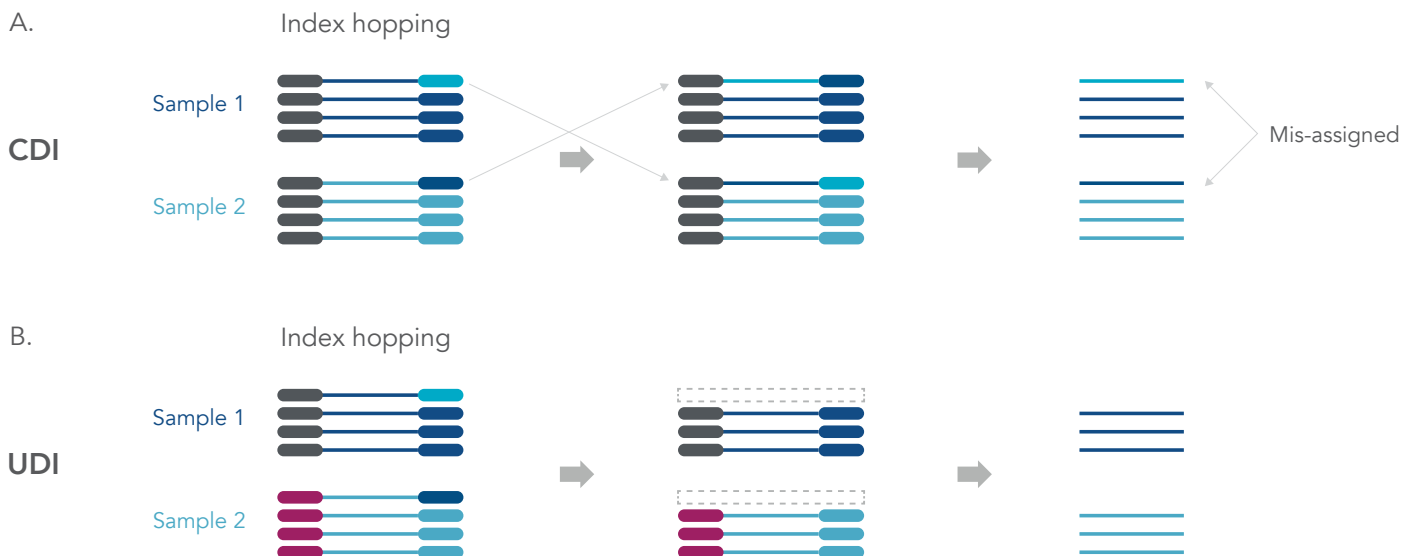 A.
Index hopping
Sample 1
CDI
Sample 2
Mis-assigned
B.
Index hopping
Sample 1
UDI
Sample 2